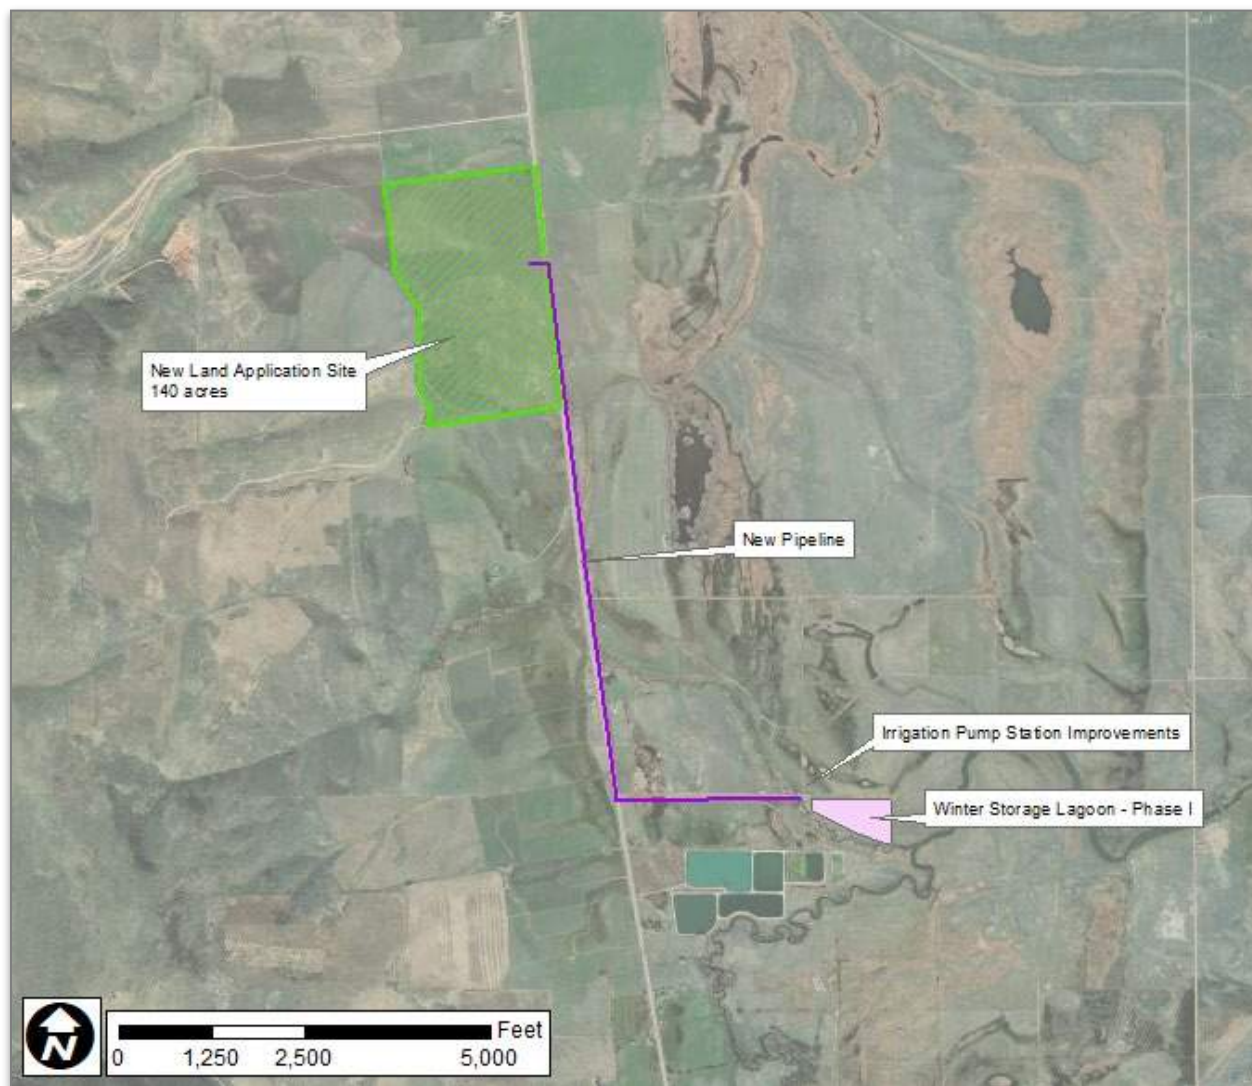 New Land Application Site
140 acres
New Pipeline
Irrigation Pump Station Improvements
Winter Storage Lagoon - Phase I
N
Feet
0 1,250 2,500 5,000